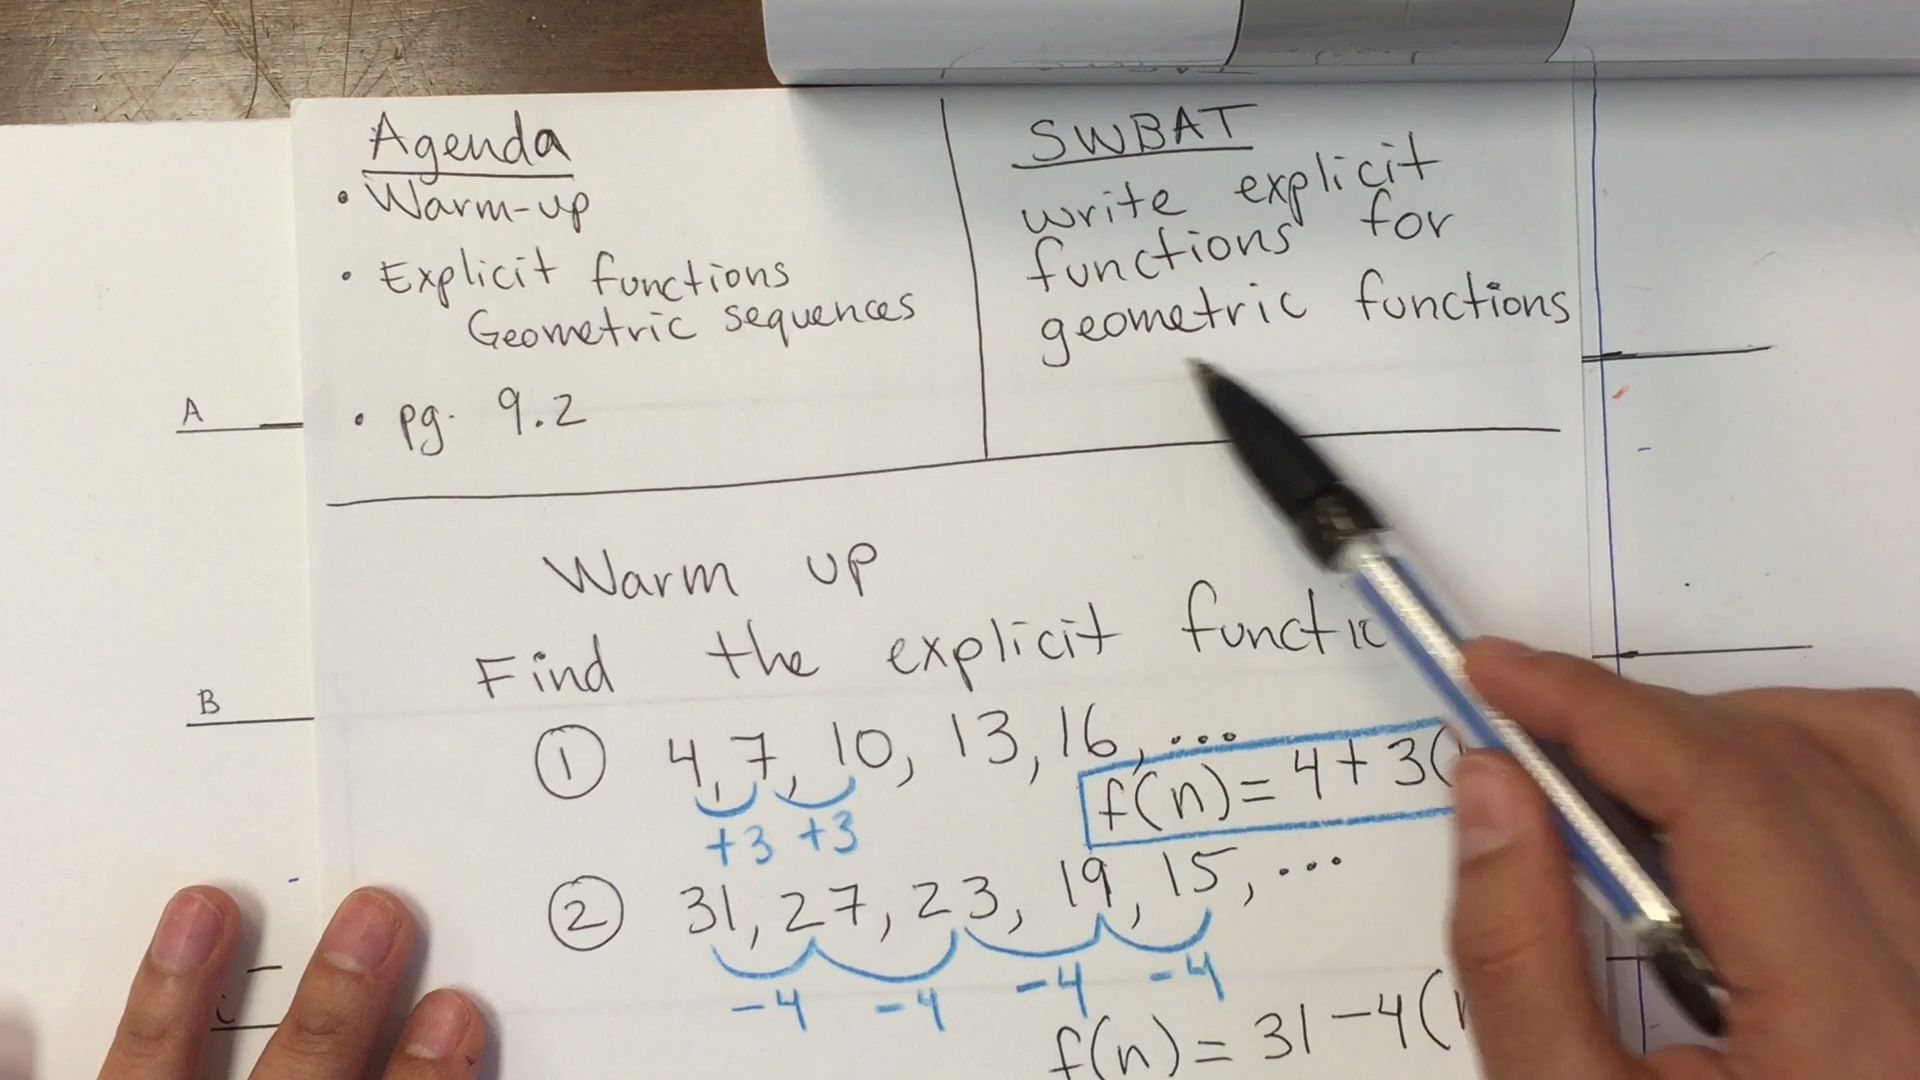 Agenda
• Warm-up
• Explicit functions
Geometric sequences
• pg. 9.2
SWBAT
write explicit
functions for
geometric functions
A
B
Warm up
Find the explicit
① 4, 7, 10, 13, 16, ...
+3 +3
f(n) = 4 + 3(
② 31, 27, 23, 19, 15, ...
-4 -4 -4 -4
f(n) = 31 - 4(